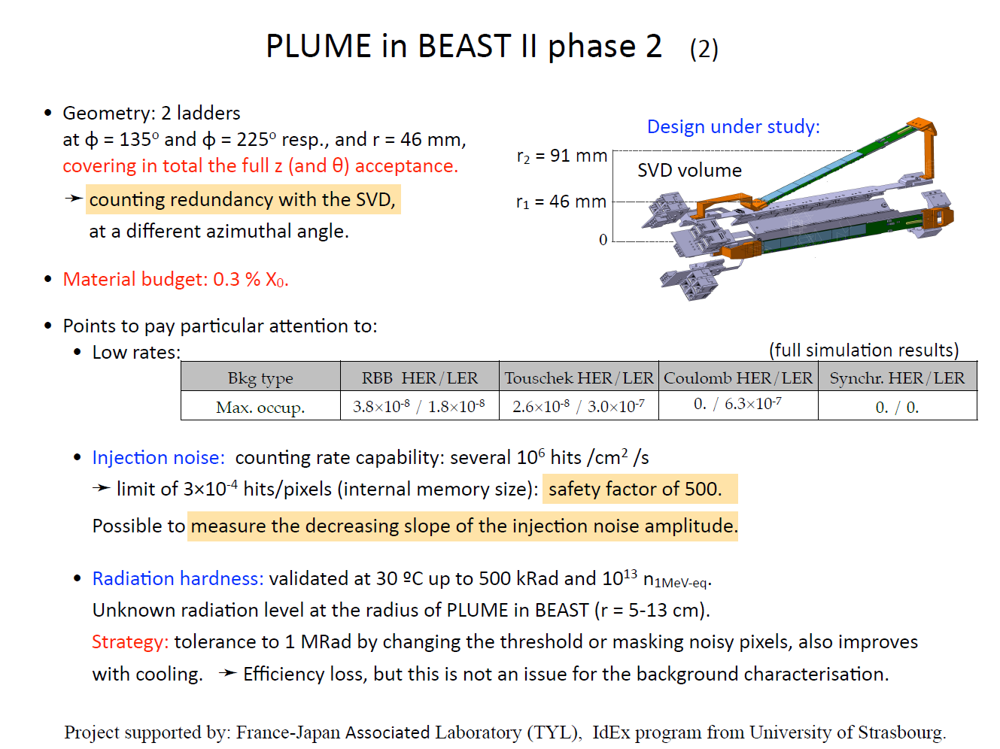 PLUME in BEAST II phase 2 (2)
• Geometry: 2 ladders
at ϕ = 135º and ϕ = 225º resp., and r = 46 mm,
covering in total the full z (and θ) acceptance.
➛ counting redundancy with the SVD,
at a different azimuthal angle.
Design under study:
r₂ = 91 mm
SVD volume
r₁ = 46 mm
0
• Material budget: 0.3 % X₀.
• Points to pay particular attention to:
• Low rates:
(full simulation results)
Bkg type RBB HER/LER Touschek HER/LER Coulomb HER/LER Synchr. HER/LER
Max. occup. 3.8×10⁻⁸ / 1.8×10⁻⁸ 2.6×10⁻⁸ / 3.0×10⁻⁷ 0. / 6.3×10⁻⁷ 0. / 0.
• Injection noise: counting rate capability: several 10⁶ hits /cm² /s
➛ limit of 3×10⁻⁴ hits/pixels (internal memory size): safety factor of 500.
Possible to measure the decreasing slope of the injection noise amplitude.
• Radiation hardness: validated at 30 ºC up to 500 kRad and 10¹³ n1MeV-eq.
Unknown radiation level at the radius of PLUME in BEAST (r = 5-13 cm).
Strategy: tolerance to 1 MRad by changing the threshold or masking noisy pixels, also improves
with cooling. ➛ Efficiency loss, but this is not an issue for the background characterisation.
Project supported by: France-Japan Associated Laboratory (TYL), IdEx program from University of Strasbourg.